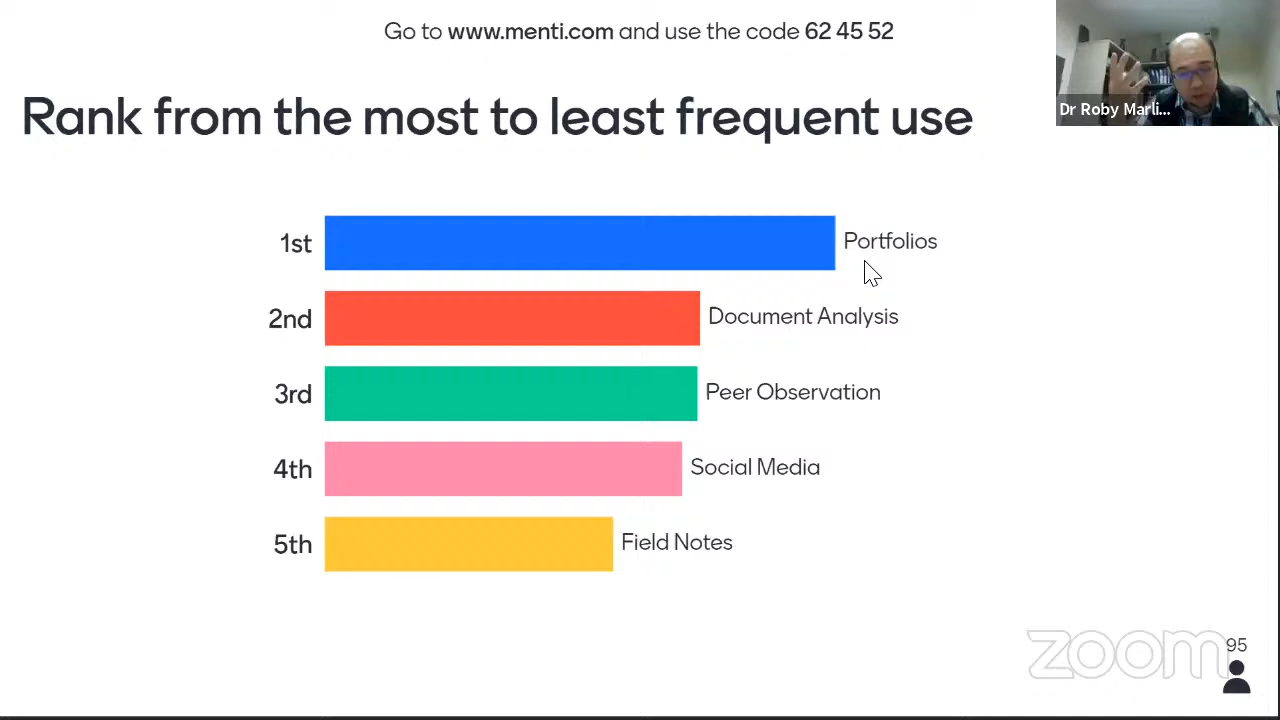 Go to www.menti.com and use the code 62 45 52
Dr Roby Marli...
Rank from the most to least frequent use
1st Portfolios
2nd Document Analysis
3rd Peer Observation
4th Social Media
5th Field Notes
zoom
95